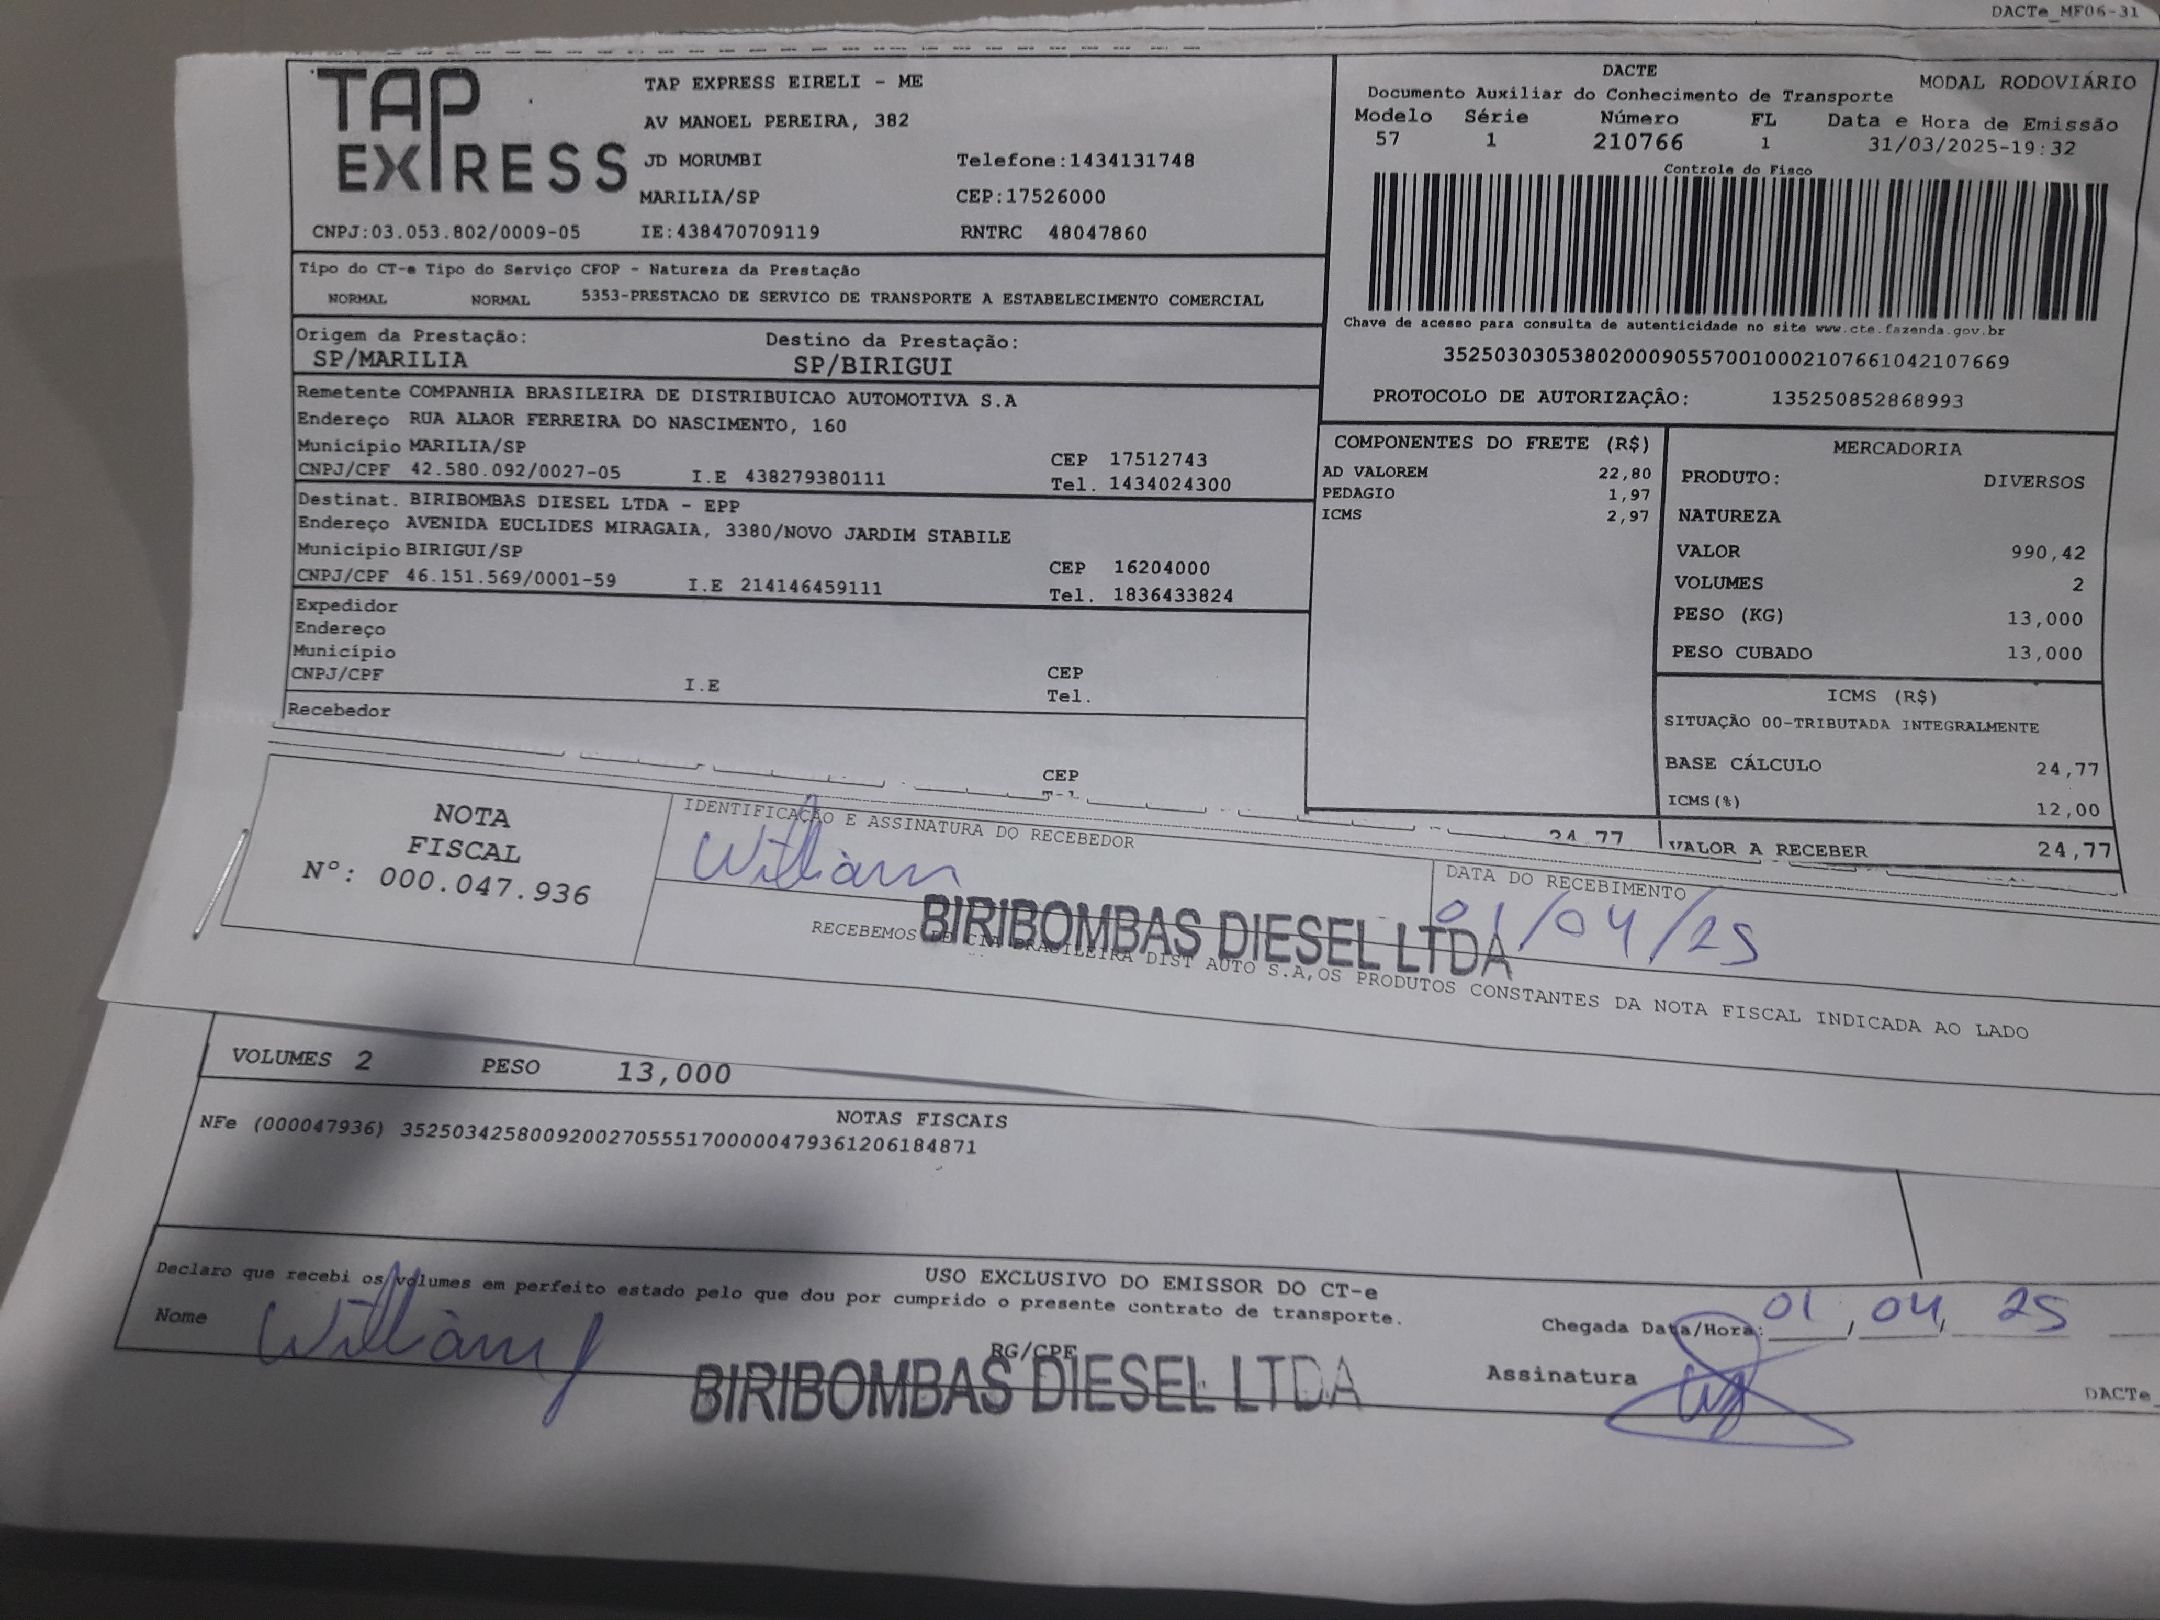 DACTe_MF06-31
TAP EXPRESS
TAP EXPRESS EIRELI - ME
AV MANOEL PEREIRA, 382
JD MORUMBI Telefone:1434131748
MARILIA/SP CEP:17526000
CNPJ:03.053.802/0009-05 IE:438470709119 RNTRC 48047860
DACTE MODAL RODOVIÁRIO
Documento Auxiliar do Conhecimento de Transporte
Modelo Série Número FL Data e Hora de Emissão
57 1 210766 1 31/03/2025-19:32
Controle do Fisco
Chave de acesso para consulta de autenticidade no site www.cte.fazenda.gov.br
35250303053802000905570010002107661042107669
PROTOCOLO DE AUTORIZAÇÂO: 135250852868993
Tipo do CT-e Tipo do Serviço CFOP - Natureza da Prestação
NORMAL NORMAL 5353-PRESTACAO DE SERVICO DE TRANSPORTE A ESTABELECIMENTO COMERCIAL
Origem da Prestação: Destino da Prestação:
SP/MARILIA SP/BIRIGUI
Remetente COMPANHIA BRASILEIRA DE DISTRIBUICAO AUTOMOTIVA S.A
Endereço RUA ALAOR FERREIRA DO NASCIMENTO, 160
Município MARILIA/SP CEP 17512743
CNPJ/CPF 42.580.092/0027-05 I.E 438279380111 Tel. 1434024300
Destinat. BIRIBOMBAS DIESEL LTDA - EPP
Endereço AVENIDA EUCLIDES MIRAGAIA, 3380/NOVO JARDIM STABILE
Município BIRIGUI/SP CEP 16204000
CNPJ/CPF 46.151.569/0001-59 I.E 214146459111 Tel. 1836433824
Expedidor
Endereço
Município
CNPJ/CPF I.E CEP
Tel.
Recebedor
CEP
COMPONENTES DO FRETE (R$)
AD VALOREM 22,80
PEDAGIO 1,97
ICMS 2,97
24,77
MERCADORIA
PRODUTO: DIVERSOS
NATUREZA
VALOR 990,42
VOLUMES 2
PESO (KG) 13,000
PESO CUBADO 13,000
ICMS (R$)
SITUAÇÃO 00-TRIBUTADA INTEGRALMENTE
BASE CÁLCULO 24,77
ICMS(%) 12,00
VALOR A RECEBER 24,77
NOTA
FISCAL
N°: 000.047.936
IDENTIFICAÇÃO E ASSINATURA DO RECEBEDOR
William
DATA DO RECEBIMENTO
01/04/25
BIRIBOMBAS DIESEL LTDA
RECEBEMOS DE CIA BRASILEIRA DIST AUTO S.A,OS PRODUTOS CONSTANTES DA NOTA FISCAL INDICADA AO LADO
VOLUMES 2 PESO 13,000
NOTAS FISCAIS
NFe (000047936) 35250342580092002705551700000479361206184871
USO EXCLUSIVO DO EMISSOR DO CT-e
Declaro que recebi os volumes em perfeito estado pelo que dou por cumprido o presente contrato de transporte.
Nome William RG/CPF
BIRIBOMBAS DIESEL LTDA
Chegada Data/Hora: 01, 04, 25
Assinatura
DACTe_